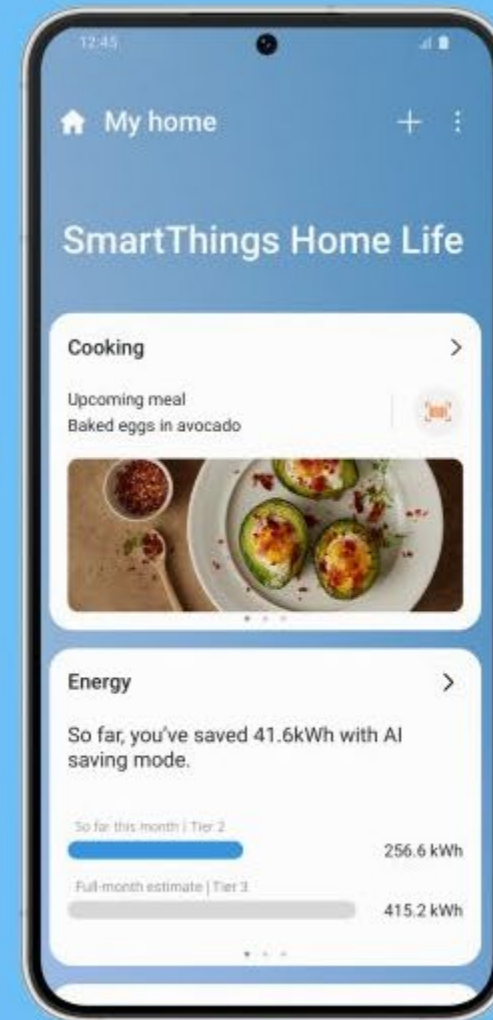 12:45
My home
SmartThings Home Life
Cooking
Upcoming meal
Baked eggs in avocado
Energy
So far, you've saved 41.6kWh with AI
saving mode.
So far this month | Tier 2
256.6 kWh
Full-month estimate | Tier 3
415.2 kWh